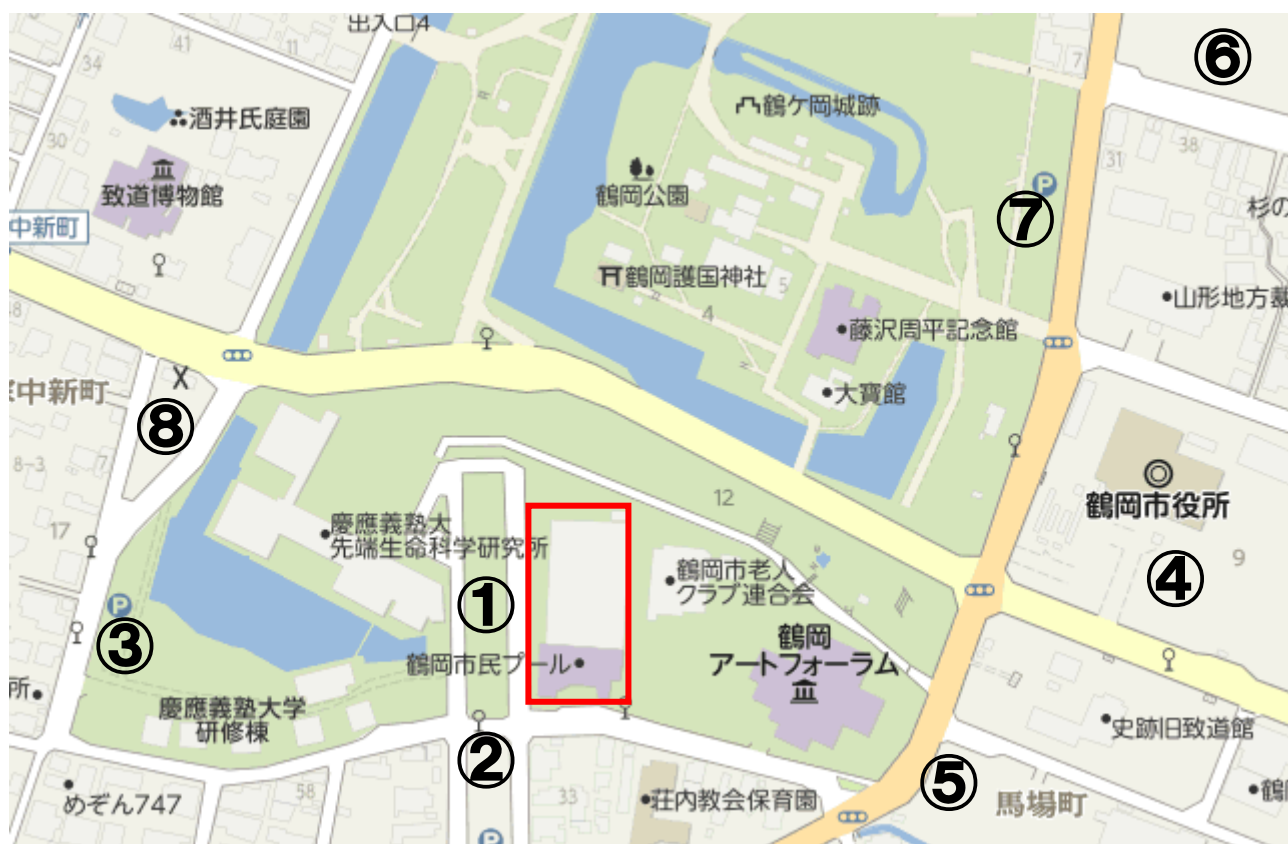 出入口4
41
11
34
⑥
7
酒井氏庭園
鶴ケ岡城跡
30
38
31
致道博物館
鶴岡公園
⑦
杉の
中新町
鶴岡護国神社
5
4
山形地方
藤沢周平記念館
大寶館
中新町
⑧
8-3
7
12
鶴岡市役所
17
慶應義塾大
先端生命科学研究所
9
鶴岡市老人
クラブ連合会
①
④
③
鶴岡市民プール
鶴岡
アートフォーラム
所
慶應義塾大学
研修棟
史跡旧致道館
②
⑤
58
33
めぞん747
荘内教会保育園
馬場町